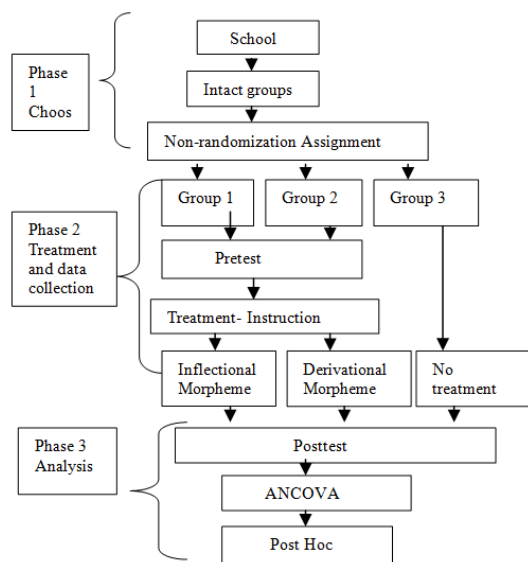 School
Phase
1
Choos
Intact groups
Non-randomization Assignment
Group 1
Group 2
Group 3
Phase 2
Treatment
and data
collection
Pretest
Treatment- Instruction
Inflectional
Morpheme
Derivational
Morpheme
No
treatment
Phase 3
Analysis
Posttest
ANCOVA
Post Hoc